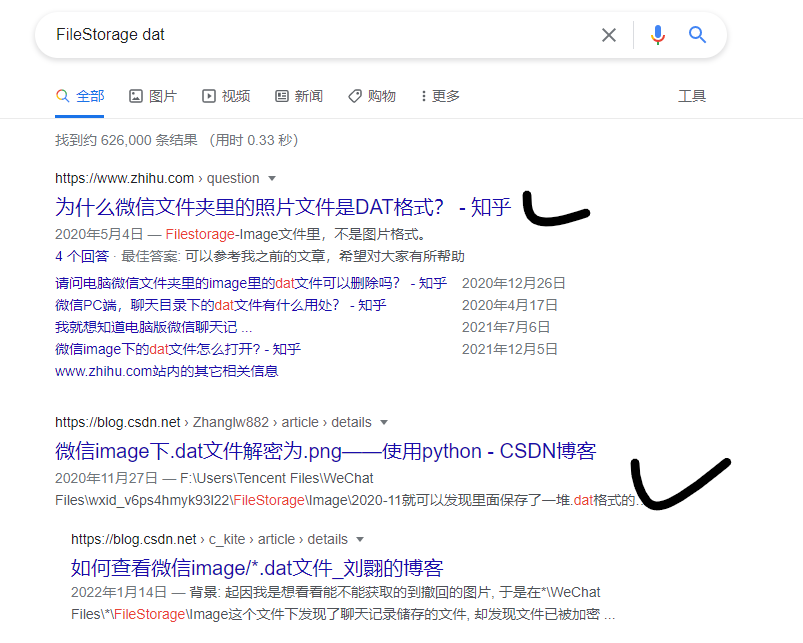 FileStorage dat
全部 图片 视频 新闻 购物 更多 工具
找到约 626,000 条结果 （用时 0.33 秒）
https://www.zhihu.com › question
为什么微信文件夹里的照片文件是DAT格式？ - 知乎
2020年5月4日 — Filestorage-Image文件里，不是图片格式。
4 个回答 · 最佳答案: 可以参考我之前的文章，希望对大家有所帮助
请问电脑微信文件夹里的image里的dat文件可以删除吗？ - 知乎 2020年12月26日
微信PC端，聊天目录下的dat文件有什么用处？ - 知乎 2020年4月17日
我就想知道电脑版微信聊天记 ... 2021年7月6日
微信image下的dat文件怎么打开? - 知乎 2021年12月5日
www.zhihu.com站内的其它相关信息
https://blog.csdn.net › Zhanglw882 › article › details
微信image下.dat文件解密为.png——使用python - CSDN博客
2020年11月27日 — F:\Users\Tencent Files\WeChat
Files\wxid_v6ps4hmyk93l22\FileStorage\Image\2020-11就可以发现里面保存了一堆.dat格式的...
https://blog.csdn.net › c_kite › article › details
如何查看微信image/*.dat文件_刘翾的博客
2022年1月14日 — 背景: 起因我是想看看能不能获取的到撤回的图片, 于是在*\WeChat
Files\*\FileStorage\Image这个文件下发现了聊天记录储存的文件, 却发现文件已被加密 ...